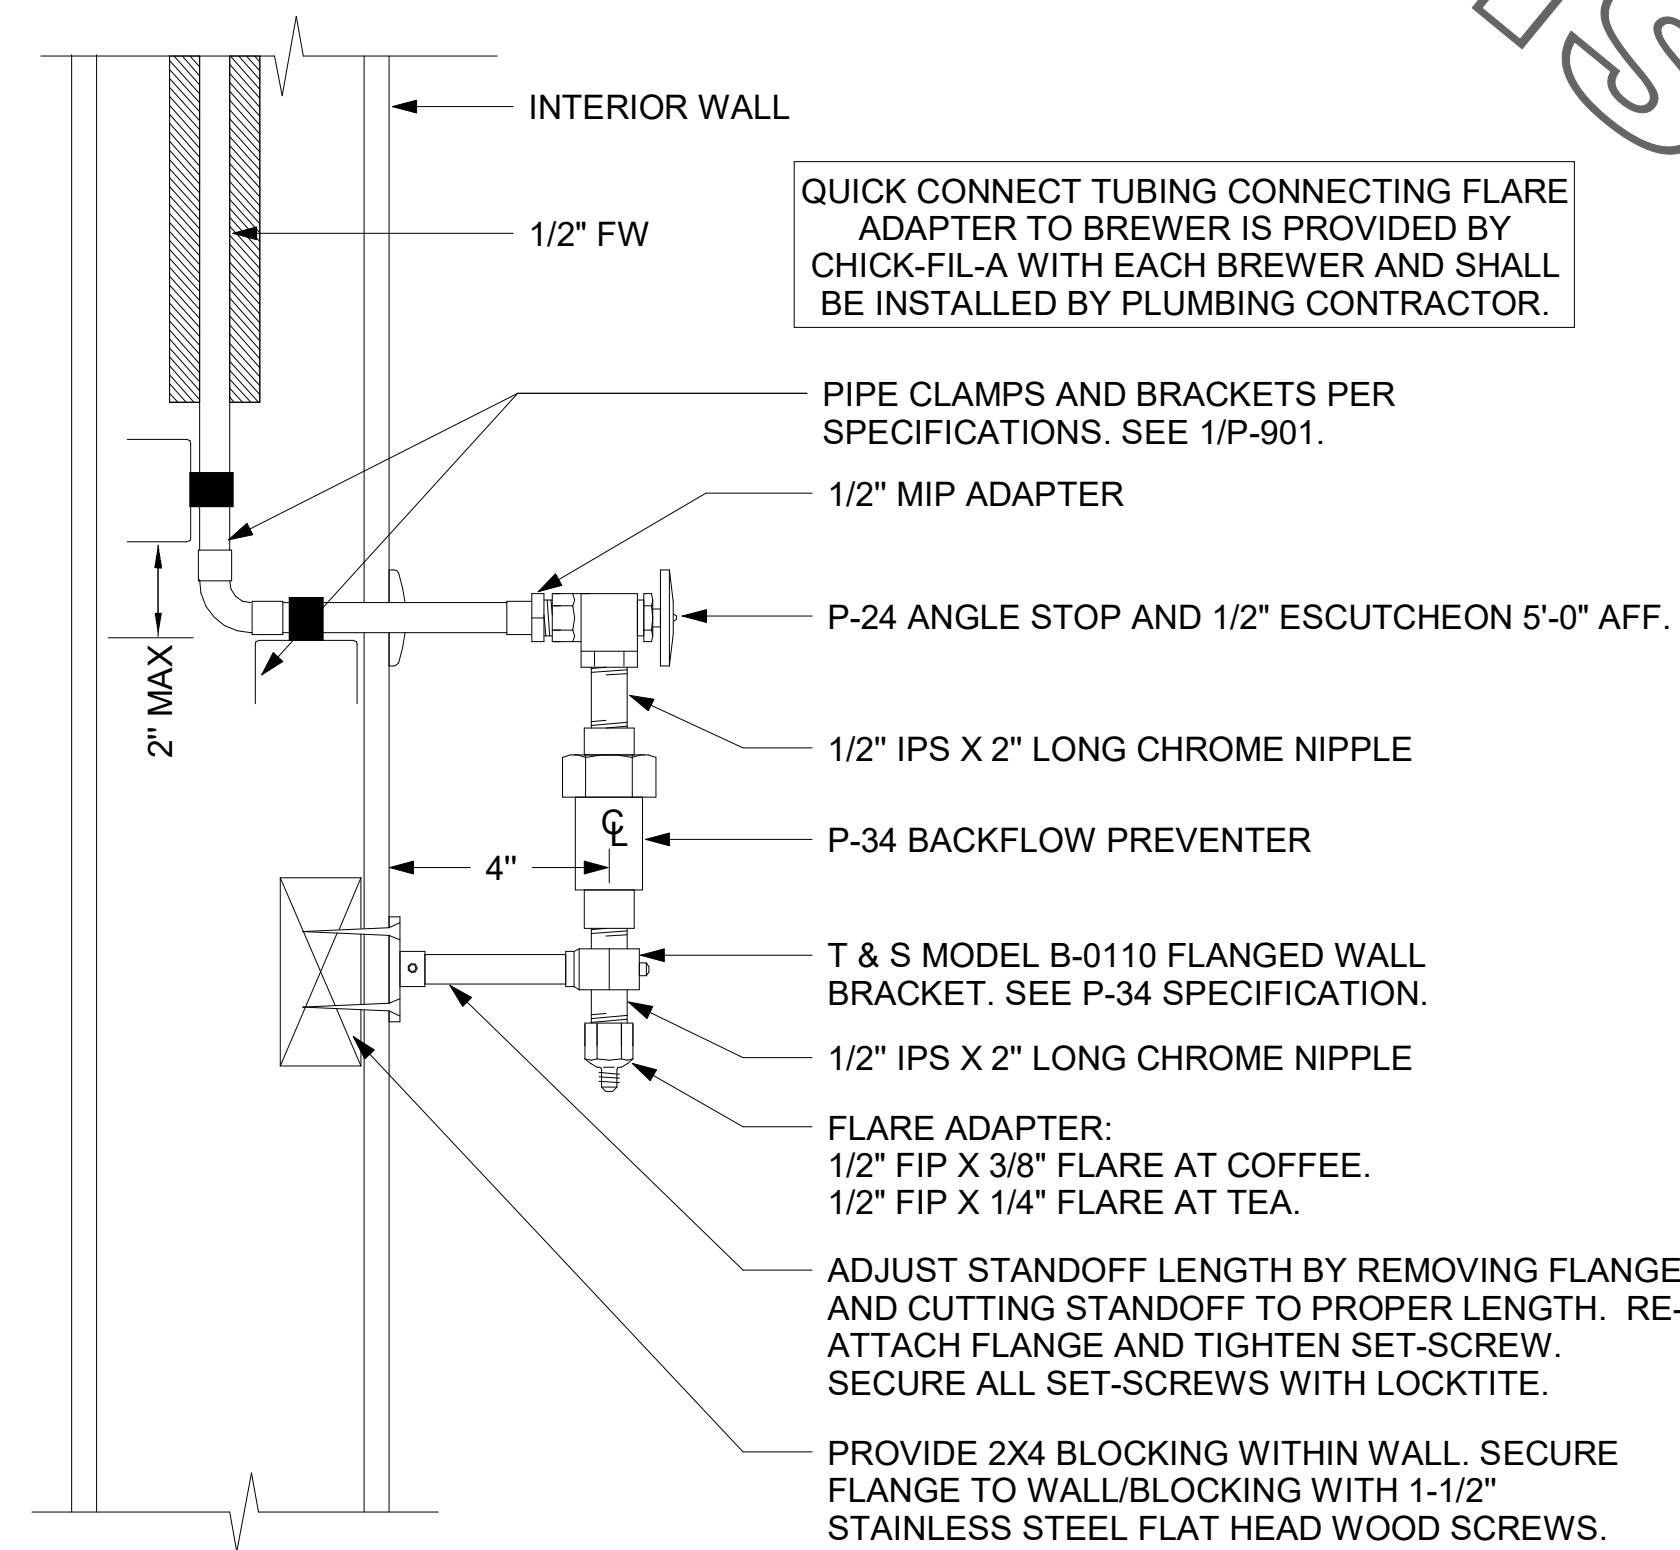 INTERIOR WALL
1/2" FW
QUICK CONNECT TUBING CONNECTING FLARE
ADAPTER TO BREWER IS PROVIDED BY
CHICK-FIL-A WITH EACH BREWER AND SHALL
BE INSTALLED BY PLUMBING CONTRACTOR.
PIPE CLAMPS AND BRACKETS PER
SPECIFICATIONS. SEE 1/P-901.
1/2" MIP ADAPTER
P-24 ANGLE STOP AND 1/2" ESCUTCHEON 5'-0" AFF.
2" MAX
1/2" IPS X 2" LONG CHROME NIPPLE
P-34 BACKFLOW PREVENTER
CL
4"
T & S MODEL B-0110 FLANGED WALL
BRACKET. SEE P-34 SPECIFICATION.
1/2" IPS X 2" LONG CHROME NIPPLE
FLARE ADAPTER:
1/2" FIP X 3/8" FLARE AT COFFEE.
1/2" FIP X 1/4" FLARE AT TEA.
ADJUST STANDOFF LENGTH BY REMOVING FLANGE
AND CUTTING STANDOFF TO PROPER LENGTH. RE-
ATTACH FLANGE AND TIGHTEN SET-SCREW.
SECURE ALL SET-SCREWS WITH LOCKTITE.
PROVIDE 2X4 BLOCKING WITHIN WALL. SECURE
FLANGE TO WALL/BLOCKING WITH 1-1/2"
STAINLESS STEEL FLAT HEAD WOOD SCREWS.